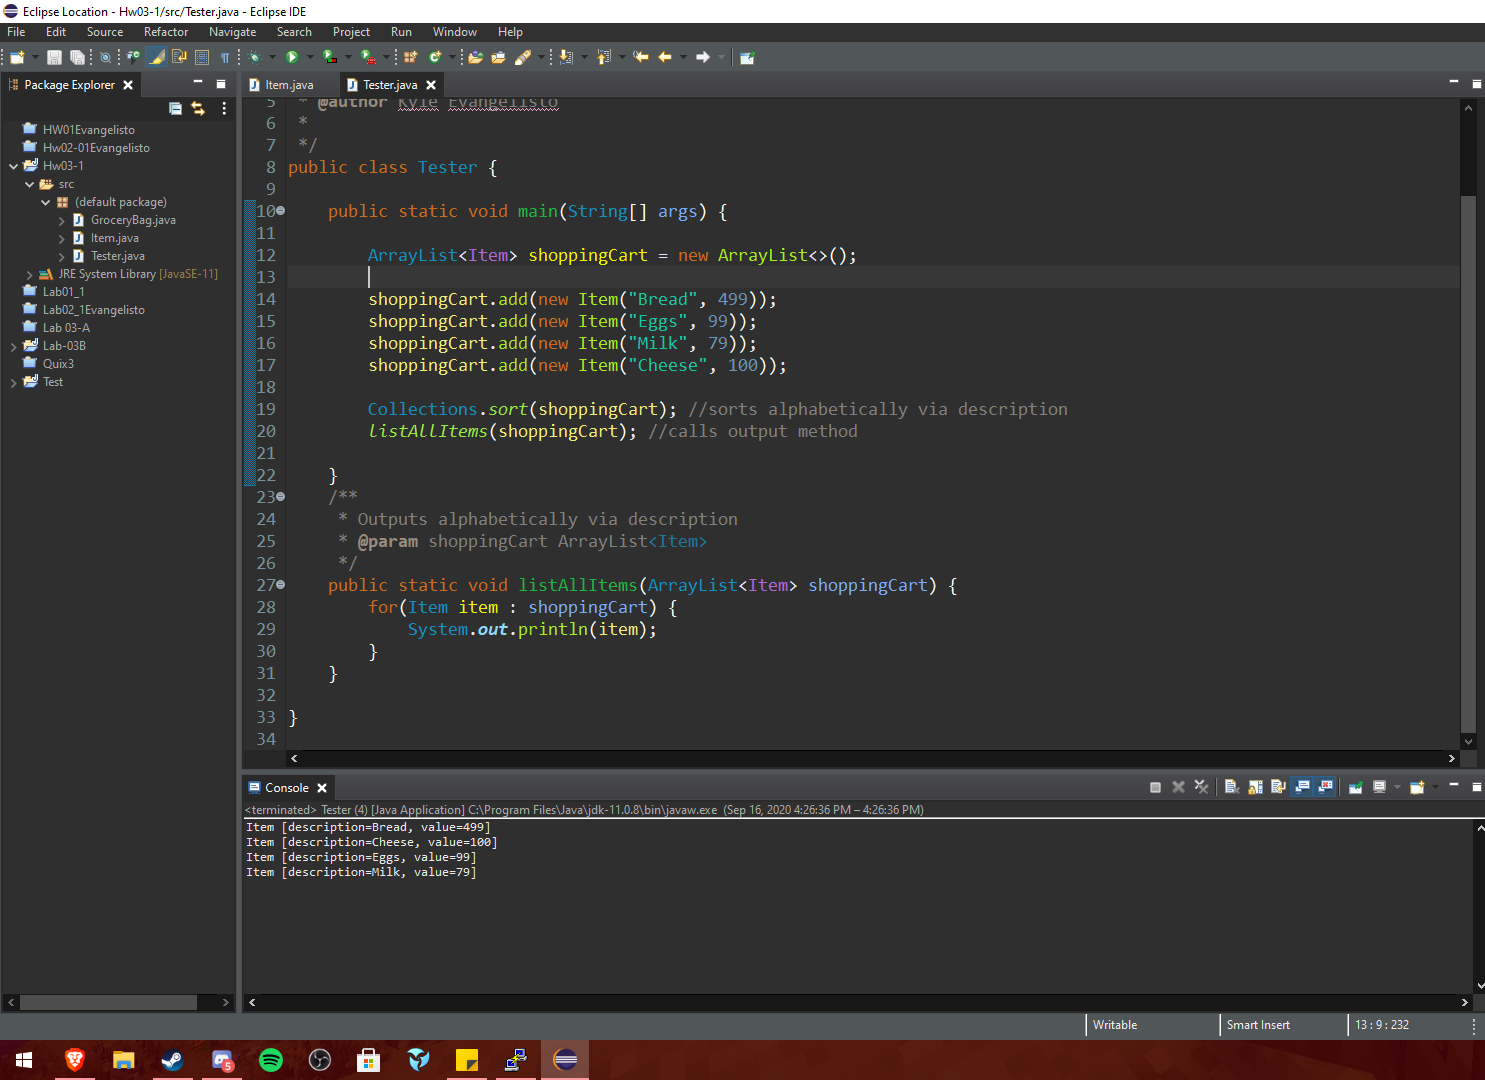 Eclipse Location - Hw03-1/src/Tester.java - Eclipse IDE
File Edit Source Refactor Navigate Search Project Run Window Help
Package Explorer
HW01Evangelisto
Hw02-01Evangelisto
Hw03-1
src
(default package)
GroceryBag.java
Item.java
Tester.java
JRE System Library [JavaSE-11]
Lab01_1
Lab02_1Evangelisto
Lab 03-A
Lab-03B
Quix3
Test
Item.java Tester.java
5 * @author Kyle Evangelisto
6 *
7 */
8 public class Tester {
9
10 public static void main(String[] args) {
11
12 ArrayList<Item> shoppingCart = new ArrayList<>();
13
14 shoppingCart.add(new Item("Bread", 499));
15 shoppingCart.add(new Item("Eggs", 99));
16 shoppingCart.add(new Item("Milk", 79));
17 shoppingCart.add(new Item("Cheese", 100));
18
19 Collections.sort(shoppingCart); //sorts alphabetically via description
20 listAllItems(shoppingCart); //calls output method
21
22 }
23 /**
24 * Outputs alphabetically via description
25 * @param shoppingCart ArrayList<Item>
26 */
27 public static void listAllItems(ArrayList<Item> shoppingCart) {
28 for(Item item : shoppingCart) {
29 System.out.println(item);
30 }
31 }
32
33 }
34
Console
<terminated> Tester (4) [Java Application] C:\Program Files\Java\jdk-11.0.8\bin\javaw.exe (Sep 16, 2020 4:26:36 PM – 4:26:36 PM)
Item [description=Bread, value=499]
Item [description=Cheese, value=100]
Item [description=Eggs, value=99]
Item [description=Milk, value=79]
Writable Smart Insert 13 : 9 : 232
5